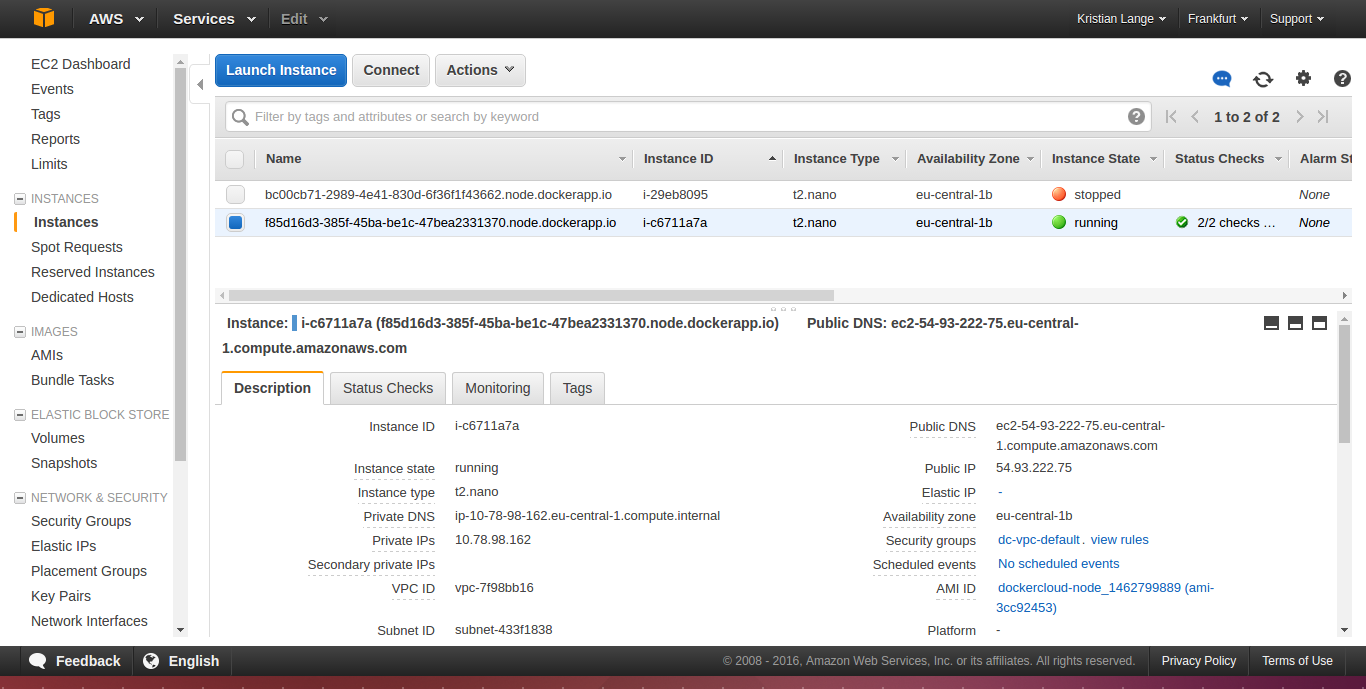 AWS Services Edit Kristian Lange Frankfurt Support
EC2 Dashboard
Events
Tags
Reports
Limits
INSTANCES
Instances
Spot Requests
Reserved Instances
Dedicated Hosts
IMAGES
AMIs
Bundle Tasks
ELASTIC BLOCK STORE
Volumes
Snapshots
NETWORK & SECURITY
Security Groups
Elastic IPs
Placement Groups
Key Pairs
Network Interfaces
Launch Instance Connect Actions
Filter by tags and attributes or search by keyword
1 to 2 of 2
Name Instance ID Instance Type Availability Zone Instance State Status Checks Alarm St
bc00cb71-2989-4e41-830d-6f36f1f43662.node.dockerapp.io i-29eb8095 t2.nano eu-central-1b stopped None
f85d16d3-385f-45ba-be1c-47bea2331370.node.dockerapp.io i-c6711a7a t2.nano eu-central-1b running 2/2 checks … None
Instance: i-c6711a7a (f85d16d3-385f-45ba-be1c-47bea2331370.node.dockerapp.io) Public DNS: ec2-54-93-222-75.eu-central-
1.compute.amazonaws.com
Description Status Checks Monitoring Tags
Instance ID i-c6711a7a
Instance state running
Instance type t2.nano
Private DNS ip-10-78-98-162.eu-central-1.compute.internal
Private IPs 10.78.98.162
Secondary private IPs
VPC ID vpc-7f98bb16
Subnet ID subnet-433f1838
Public DNS ec2-54-93-222-75.eu-central-
1.compute.amazonaws.com
Public IP 54.93.222.75
Elastic IP -
Availability zone eu-central-1b
Security groups dc-vpc-default. view rules
Scheduled events No scheduled events
AMI ID dockercloud-node_1462799889 (ami-
3cc92453)
Platform -
Feedback English © 2008 - 2016, Amazon Web Services, Inc. or its affiliates. All rights reserved. Privacy Policy Terms of Use